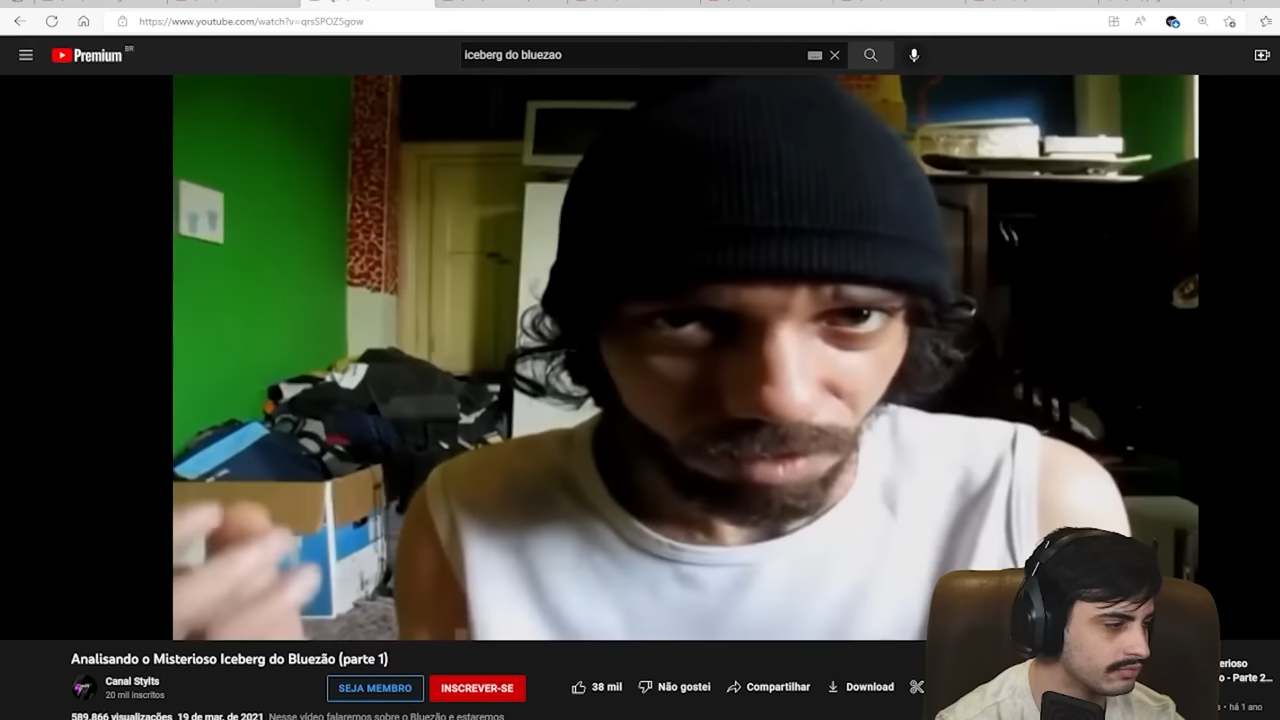 https://www.youtube.com/watch?v=qrsSPOZ5gow
Premium BR
iceberg do bluezao
Analisando o Misterioso Iceberg do Bluezão (parte 1)
Canal Stylts
20 mil inscritos
SEJA MEMBRO
INSCREVER-SE
38 mil
Não gostei
Compartilhar
Download
589.866 visualizações 19 de mar. de 2021 Nesse vídeo falaremos sobre o Bluezão e estaremos
erioso
o - Parte 2...
s • há 1 ano